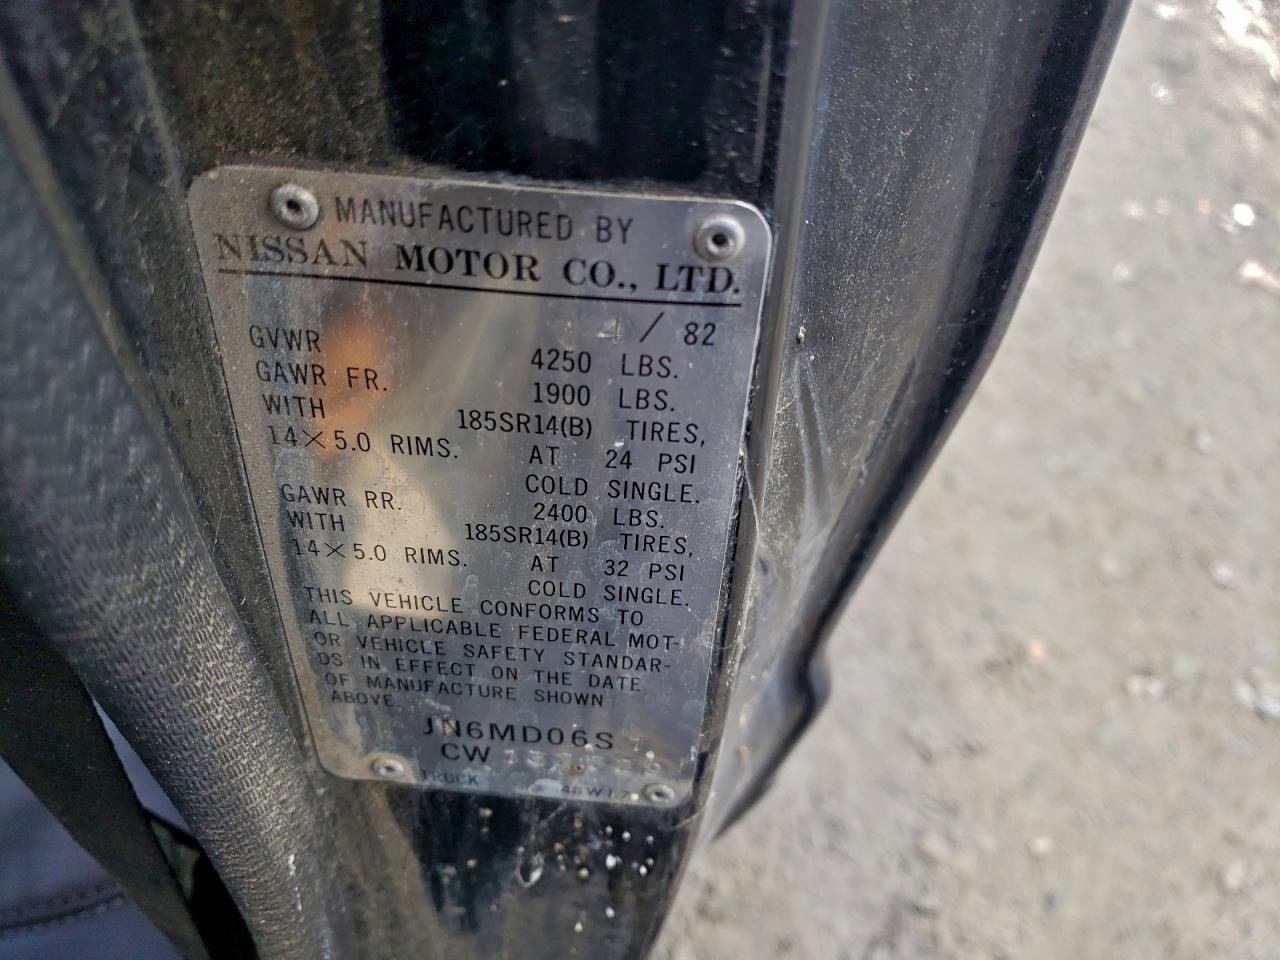 MANUFACTURED BY
NISSAN MOTOR CO., LTD.
4 / 82
GVWR 4250 LBS.
GAWR FR. 1900 LBS.
WITH 185SR14(B) TIRES,
14×5.0 RIMS. AT 24 PSI
COLD SINGLE.
GAWR RR. 2400 LBS.
WITH 185SR14(B) TIRES,
14×5.0 RIMS. AT 32 PSI
COLD SINGLE.
THIS VEHICLE CONFORMS TO
ALL APPLICABLE FEDERAL MOT-
OR VEHICLE SAFETY STANDAR-
DS IN EFFECT ON THE DATE
OF MANUFACTURE SHOWN
ABOVE.
JN6MD06S
CW
TRUCK